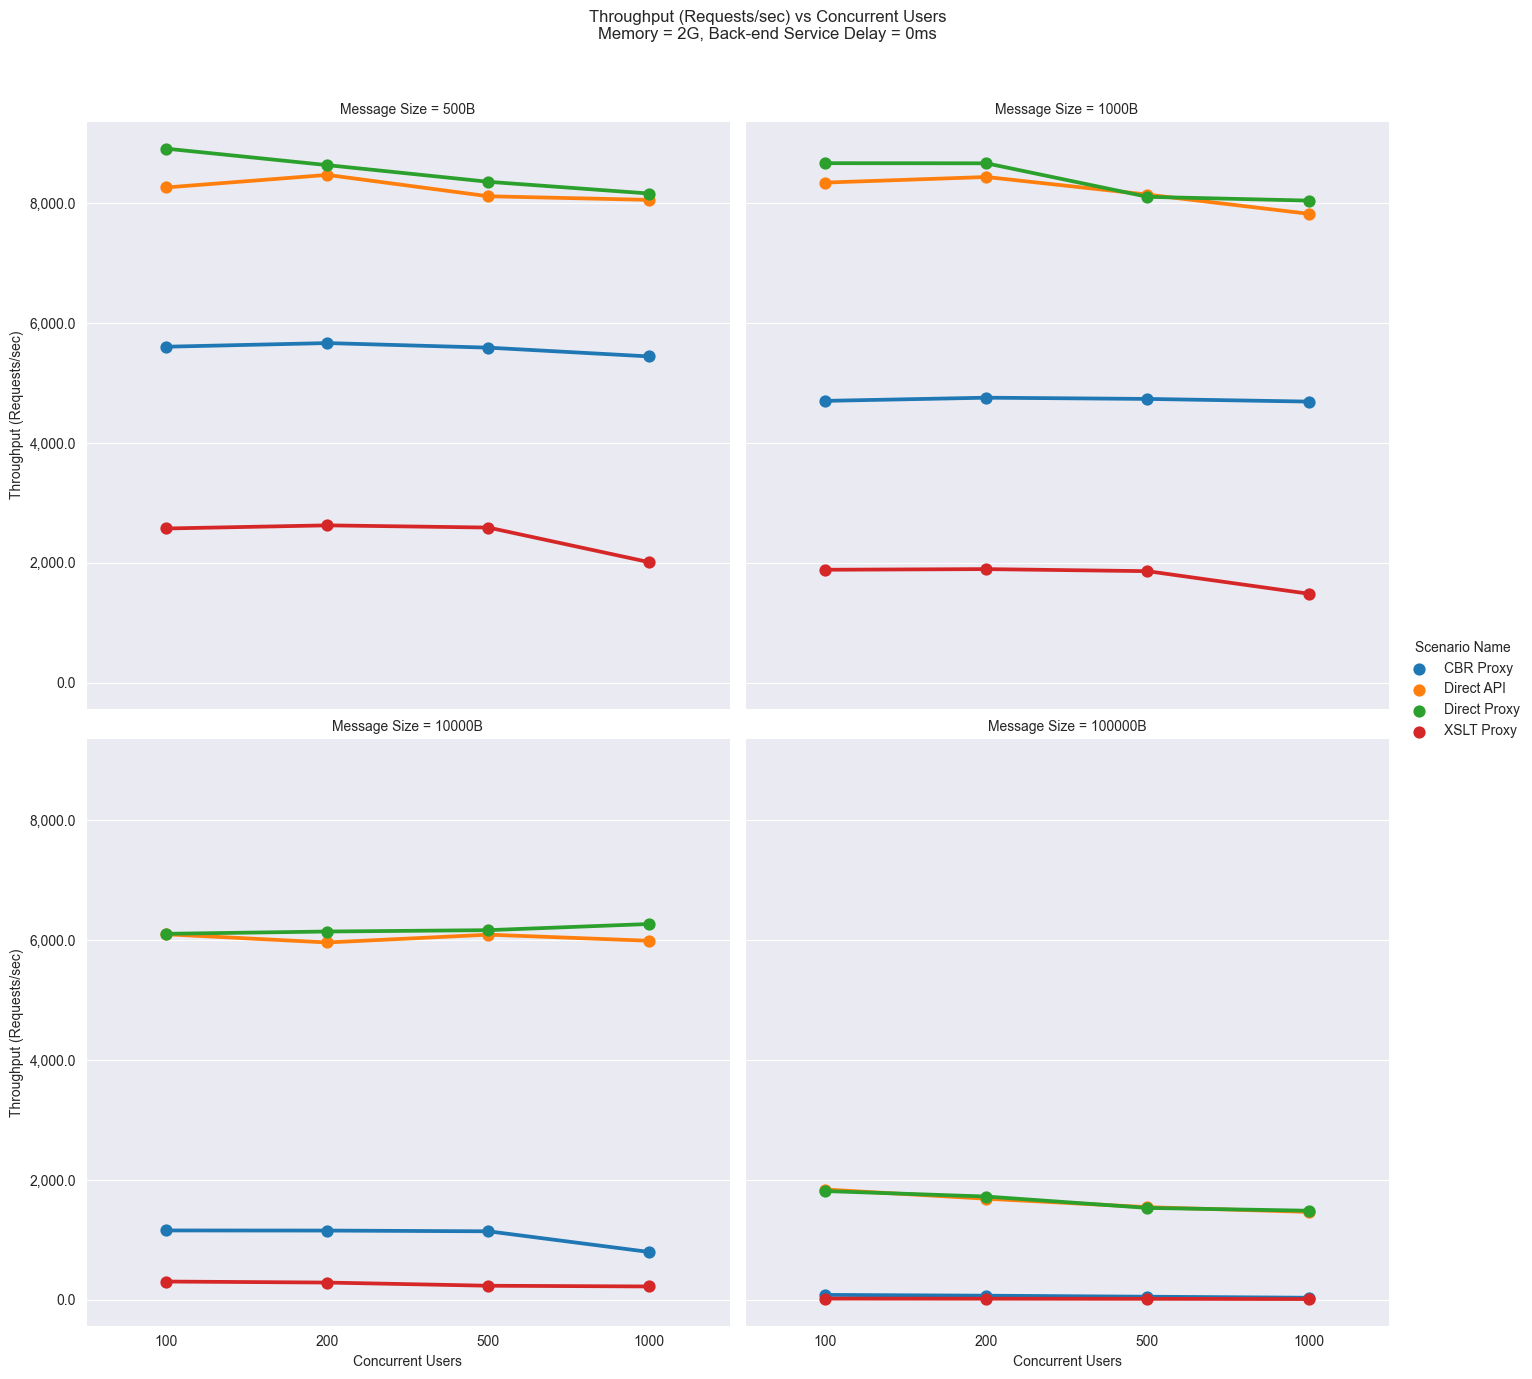 Throughput (Requests/sec) vs Concurrent Users
Memory = 2G, Back-end Service Delay = 0ms
Message Size = 500B
Message Size = 1000B
8,000.0
6,000.0
4,000.0
2,000.0
0.0
Throughput (Requests/sec)
Scenario Name
CBR Proxy
Direct API
Direct Proxy
XSLT Proxy
Message Size = 10000B
Message Size = 100000B
8,000.0
6,000.0
4,000.0
2,000.0
0.0
Throughput (Requests/sec)
100 200 500 1000
100 200 500 1000
Concurrent Users
Concurrent Users